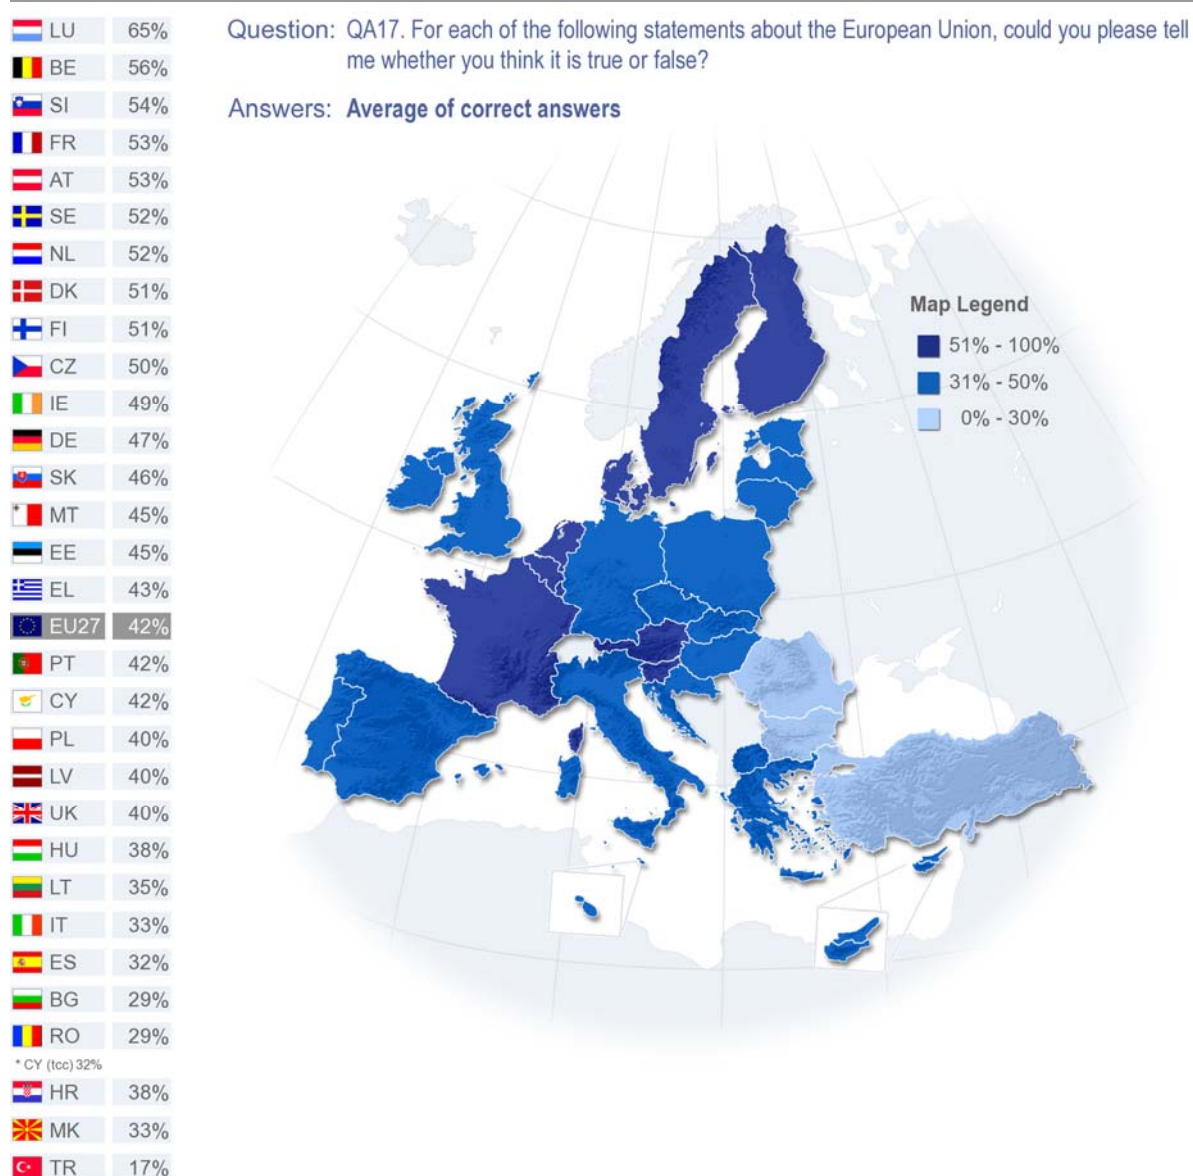 LU 65%
BE 56%
SI 54%
FR 53%
AT 53%
SE 52%
NL 52%
DK 51%
FI 51%
CZ 50%
IE 49%
DE 47%
SK 46%
MT 45%
EE 45%
EL 43%
EU27 42%
PT 42%
CY 42%
PL 40%
LV 40%
UK 40%
HU 38%
LT 35%
IT 33%
ES 32%
BG 29%
RO 29%
* CY (tcc) 32%
HR 38%
MK 33%
TR 17%
Question: QA17. For each of the following statements about the European Union, could you please tell
me whether you think it is true or false?
Answers: Average of correct answers
Map Legend
51% - 100%
31% - 50%
0% - 30%